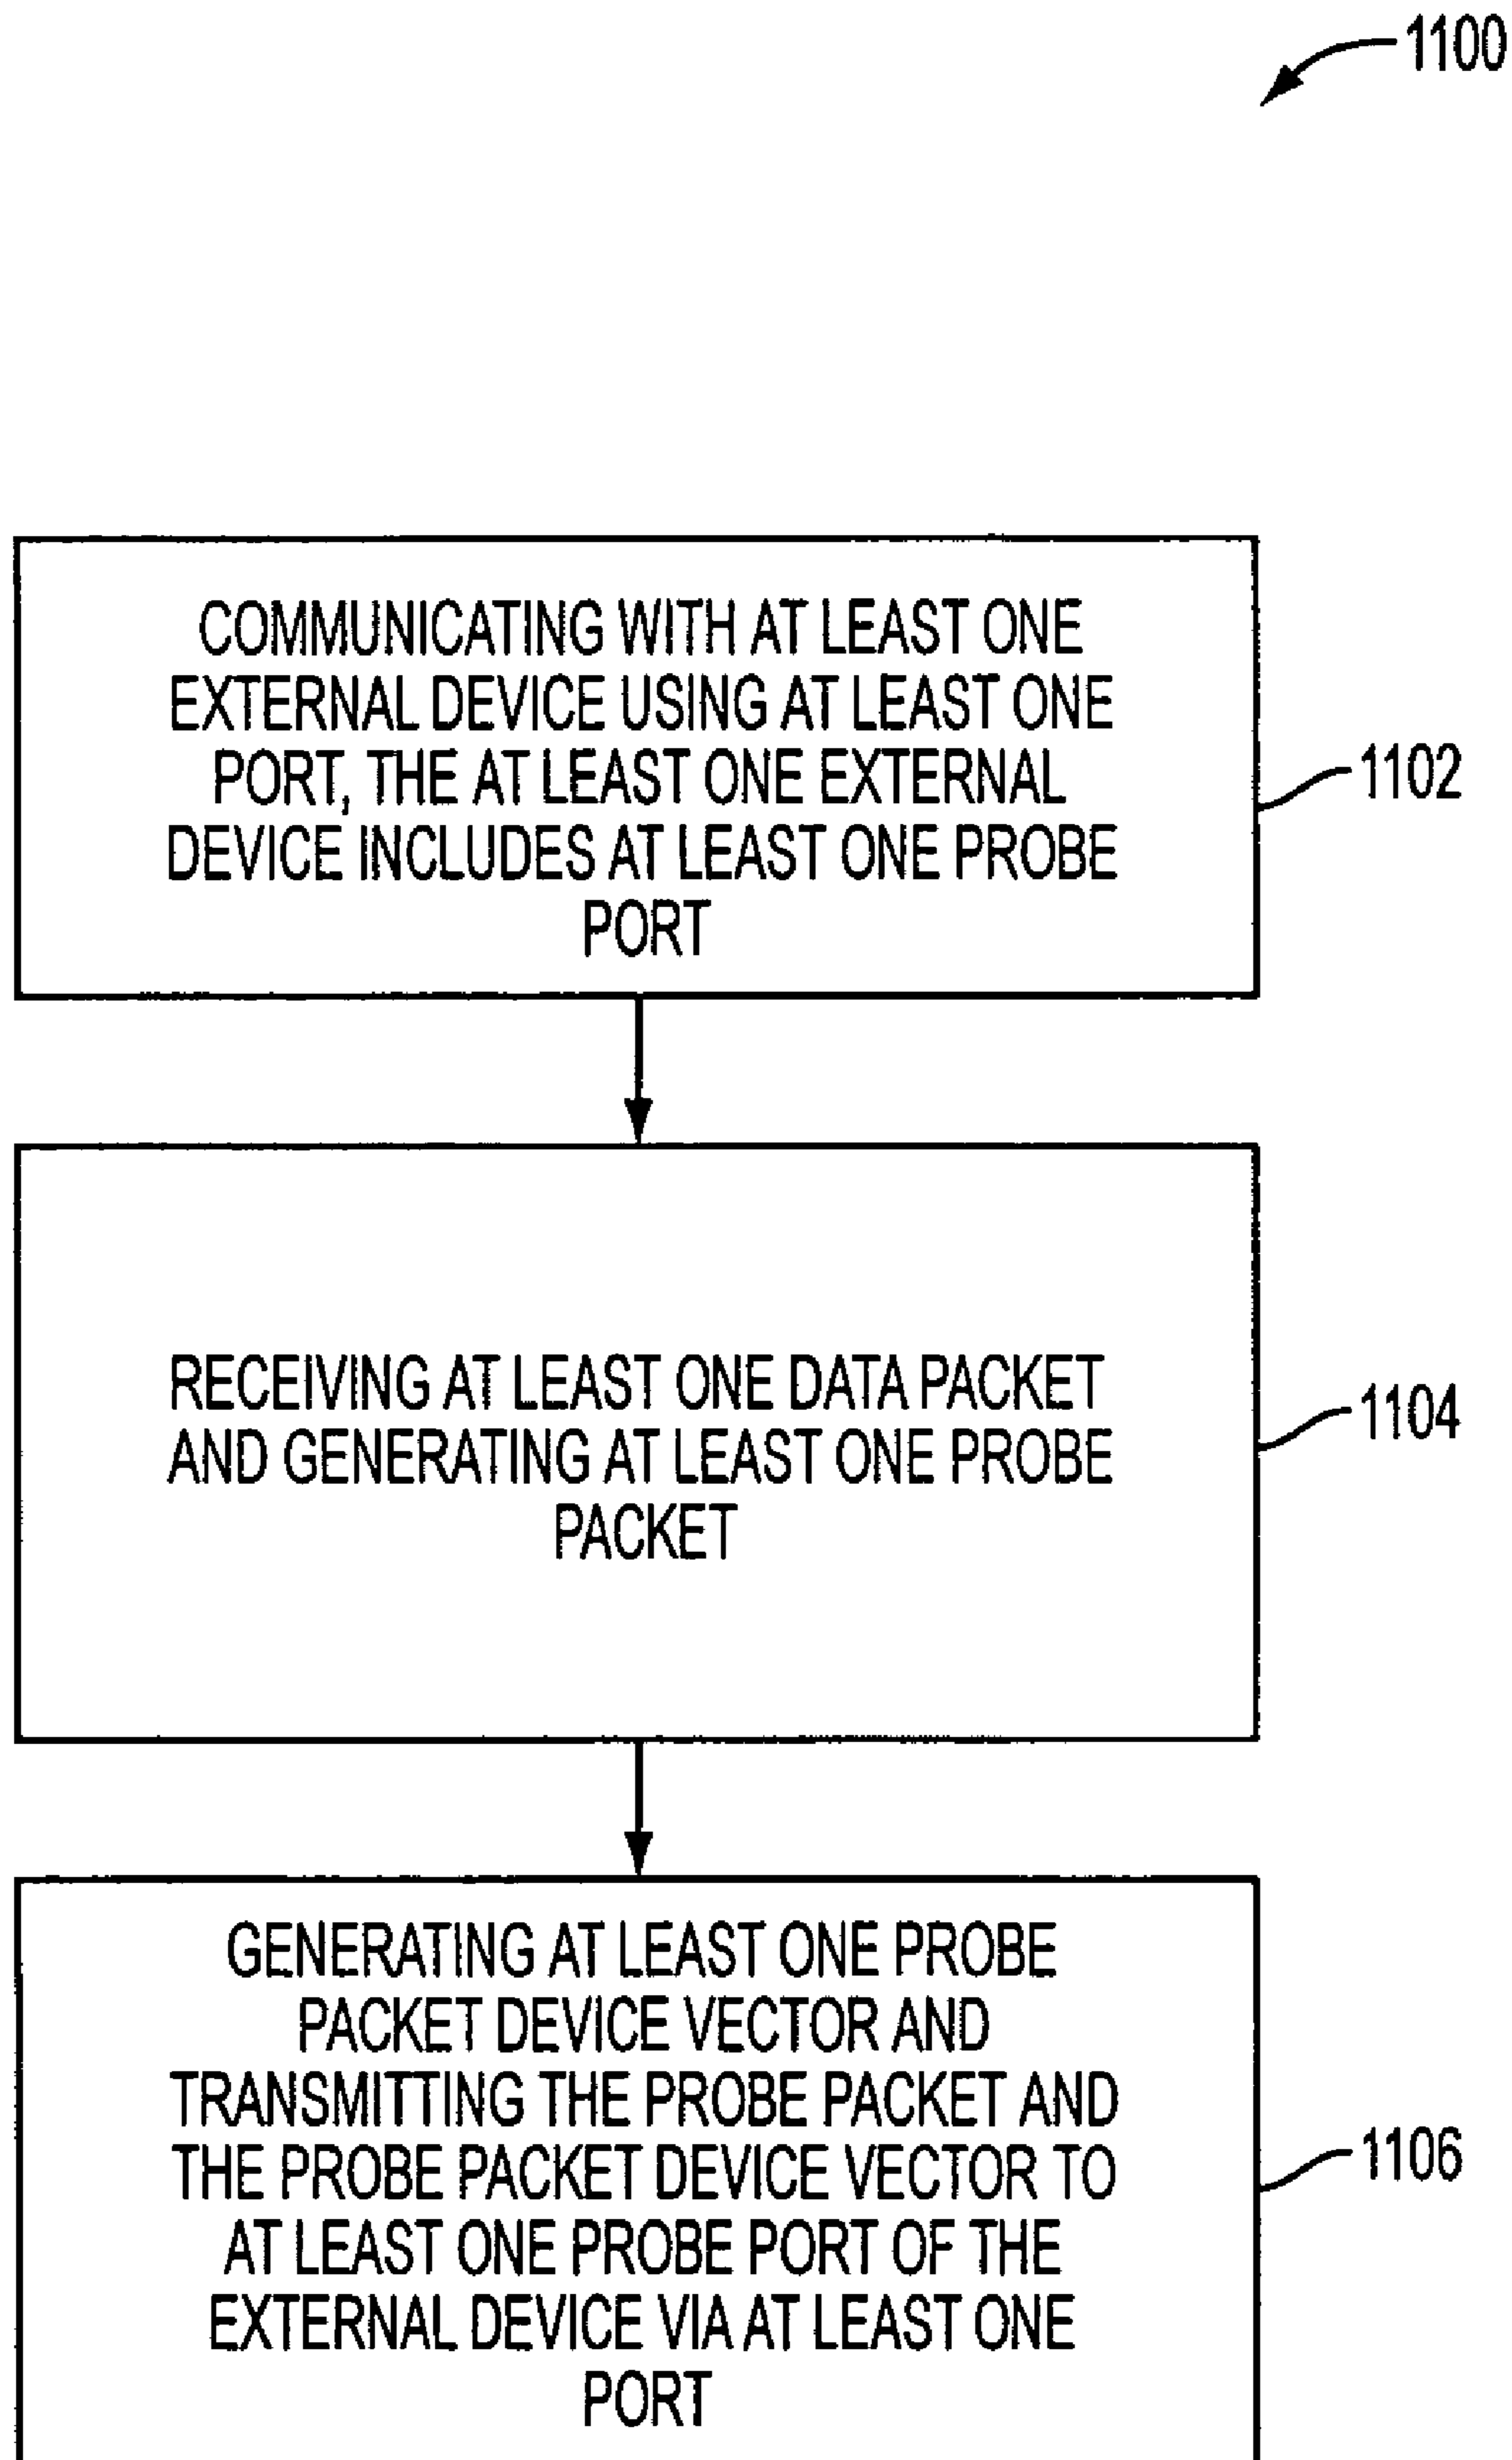 1100
COMMUNICATING WITH AT LEAST ONE
EXTERNAL DEVICE USING AT LEAST ONE
PORT, THE AT LEAST ONE EXTERNAL
DEVICE INCLUDES AT LEAST ONE PROBE
PORT
1102
RECEIVING AT LEAST ONE DATA PACKET
AND GENERATING AT LEAST ONE PROBE
PACKET
1104
GENERATING AT LEAST ONE PROBE
PACKET DEVICE VECTOR AND
TRANSMITTING THE PROBE PACKET AND
THE PROBE PACKET DEVICE VECTOR TO
AT LEAST ONE PROBE PORT OF THE
EXTERNAL DEVICE VIA AT LEAST ONE
PORT
1106